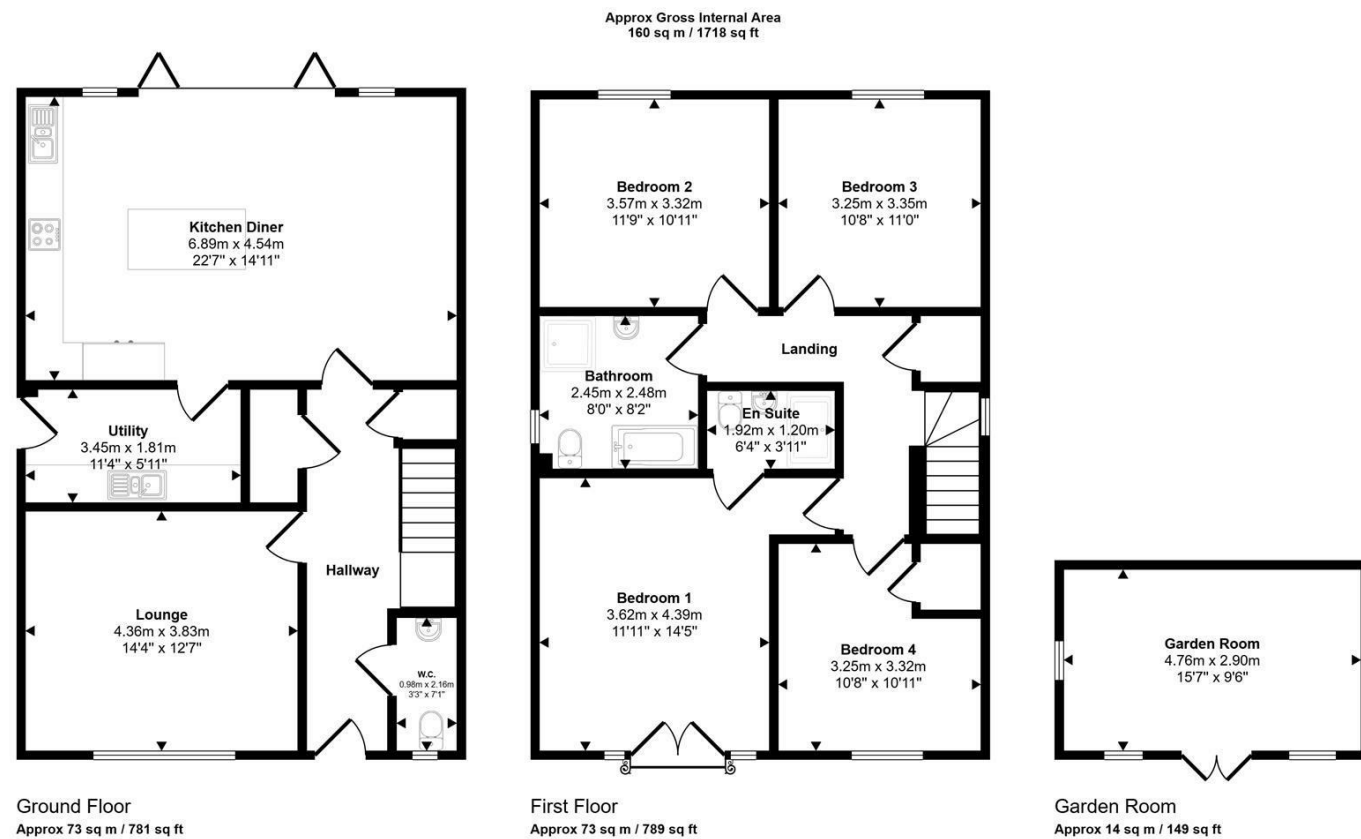 Approx Gross Internal Area
160 sq m / 1718 sq ft
Kitchen Diner
6.89m x 4.54m
22'7" x 14'11"
Utility
3.45m x 1.81m
11'4" x 5'11"
Lounge
4.36m x 3.83m
14'4" x 12'7"
Hallway
W.C.
0.98m x 2.16m
3'3" x 7'1"
Ground Floor
Approx 73 sq m / 781 sq ft
Bedroom 2
3.57m x 3.32m
11'9" x 10'11"
Bedroom 3
3.25m x 3.35m
10'8" x 11'0"
Landing
Bathroom
2.45m x 2.48m
8'0" x 8'2"
En Suite
1.92m x 1.20m
6'4" x 3'11"
Bedroom 1
3.62m x 4.39m
11'11" x 14'5"
Bedroom 4
3.25m x 3.32m
10'8" x 10'11"
First Floor
Approx 73 sq m / 789 sq ft
Garden Room
4.76m x 2.90m
15'7" x 9'6"
Garden Room
Approx 14 sq m / 149 sq ft